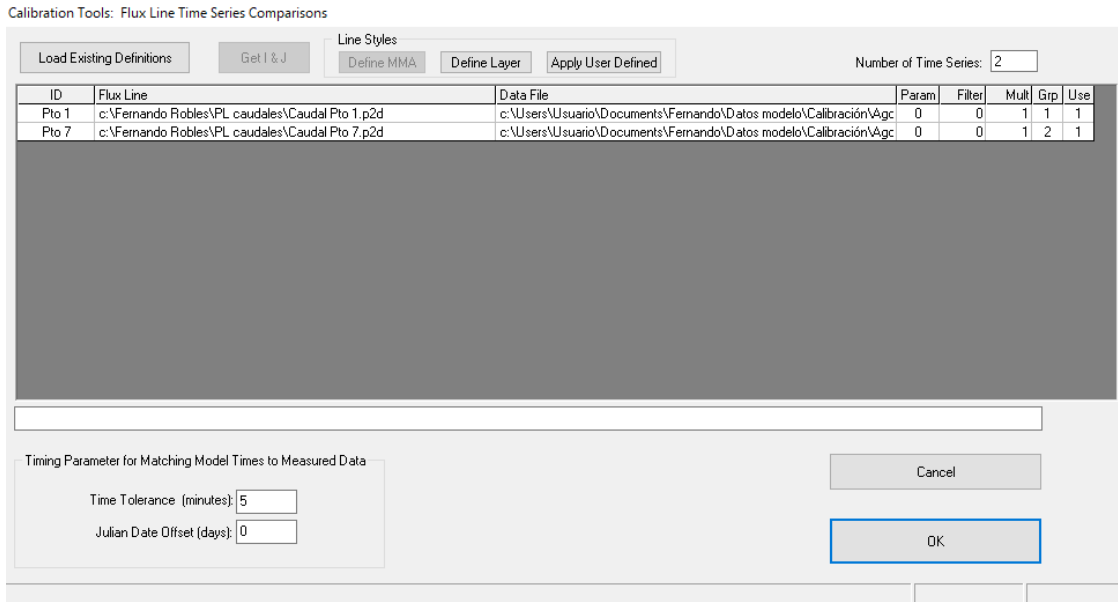 Calibration Tools: Flux Line Time Series Comparisons
Line Styles
Load Existing Definitions Get I & J Define MMA Define Layer Apply User Defined Number of Time Series: 2
ID Flux Line Data File Param Filter Mult Grp Use
Pto 1 c:\Fernando Robles\PL caudales\Caudal Pto 1.p2d c:\Users\Usuario\Documents\Fernando\Datos modelo\Calibración\Agc 0 0 1 1 1
Pto 7 c:\Fernando Robles\PL caudales\Caudal Pto 7.p2d c:\Users\Usuario\Documents\Fernando\Datos modelo\Calibración\Agc 0 0 1 2 1
Timing Parameter for Matching Model Times to Measured Data
Time Tolerance (minutes): 5
Julian Date Offset (days): 0
Cancel
OK